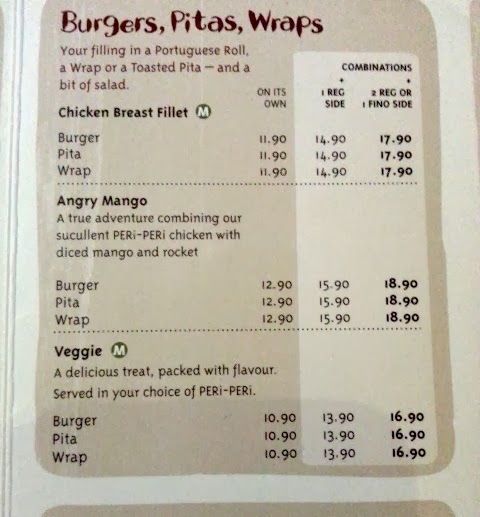 Burgers, Pitas, Wraps
Your filling in a Portuguese Roll,
a Wrap or a Toasted Pita — and a
bit of salad.
COMBINATIONS
ON ITS OWN
+ 1 REG SIDE
+ 2 REG OR 1 FINO SIDE
Chicken Breast Fillet M
Burger 11.90 14.90 17.90
Pita 11.90 14.90 17.90
Wrap 11.90 14.90 17.90
Angry Mango
A true adventure combining our
succullent PERi-PERi chicken with
diced mango and rocket
Burger 12.90 15.90 18.90
Pita 12.90 15.90 18.90
Wrap 12.90 15.90 18.90
Veggie M
A delicious treat, packed with flavour.
Served in your choice of PERi-PERi.
Burger 10.90 13.90 16.90
Pita 10.90 13.90 16.90
Wrap 10.90 13.90 16.90